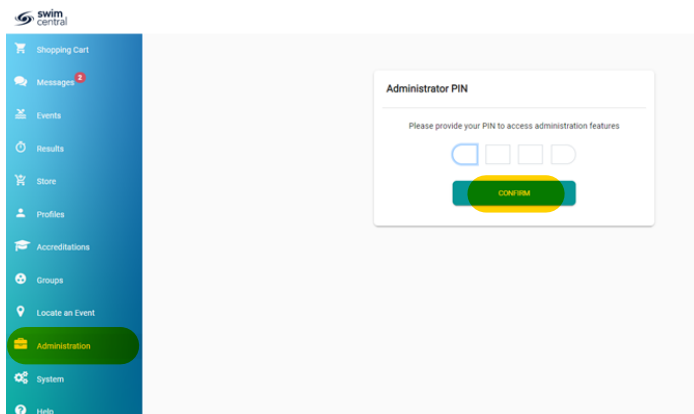 swim
central
Shopping Cart
Messages 2
Events
Results
Store
Profiles
Accreditations
Groups
Locate an Event
Administration
System
Help
Administrator PIN
Please provide your PIN to access administration features
CONFIRM